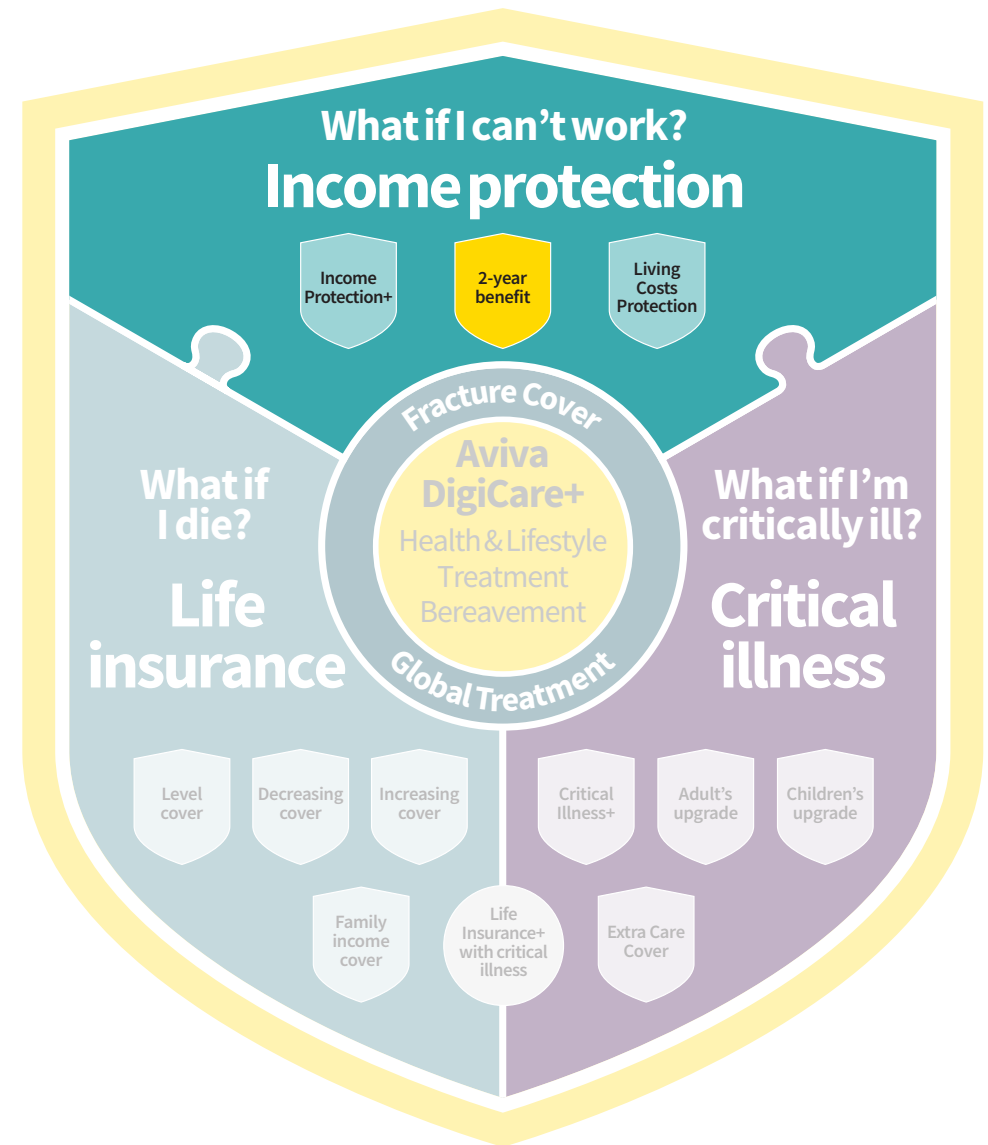 What if I can’t work?
Income protection
Income
Protection+
2-year
benefit
Living
Costs
Protection
Fracture Cover
Aviva
DigiCare+
Health & Lifestyle
Treatment
Bereavement
Global Treatment
What if
I die?
Life
insurance
What if I’m
critically ill?
Critical
illness
Level
cover
Decreasing
cover
Increasing
cover
Critical
Illness+
Adult’s
upgrade
Children’s
upgrade
Family
income
cover
Life
Insurance+
with critical
illness
Extra Care
Cover